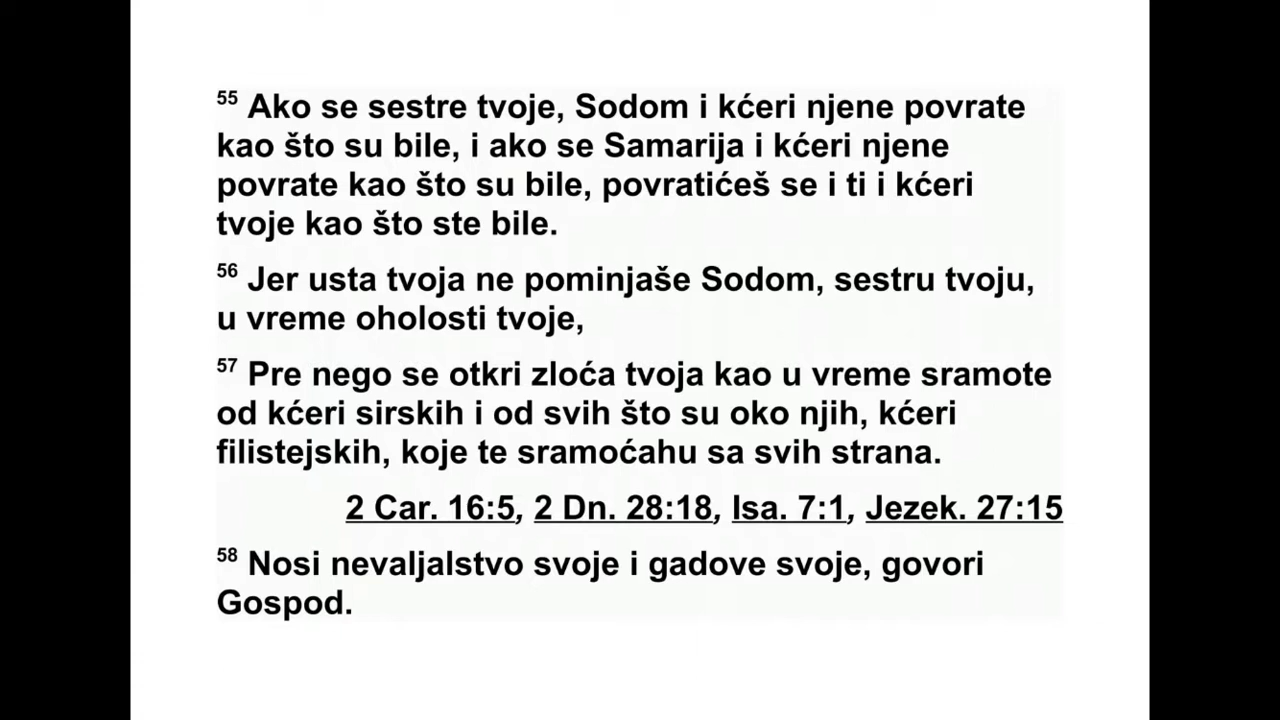 55 Ako se sestre tvoje, Sodom i kćeri njene povrate
kao što su bile, i ako se Samarija i kćeri njene
povrate kao što su bile, povratićeš se i ti i kćeri
tvoje kao što ste bile.
56 Jer usta tvoja ne pominjaše Sodom, sestru tvoju,
u vreme oholosti tvoje,
57 Pre nego se otkri zloća tvoja kao u vreme sramote
od kćeri sirskih i od svih što su oko njih, kćeri
filistejskih, koje te sramoćahu sa svih strana.
2 Car. 16:5, 2 Dn. 28:18, Isa. 7:1, Jezek. 27:15
58 Nosi nevaljalstvo svoje i gadove svoje, govori
Gospod.